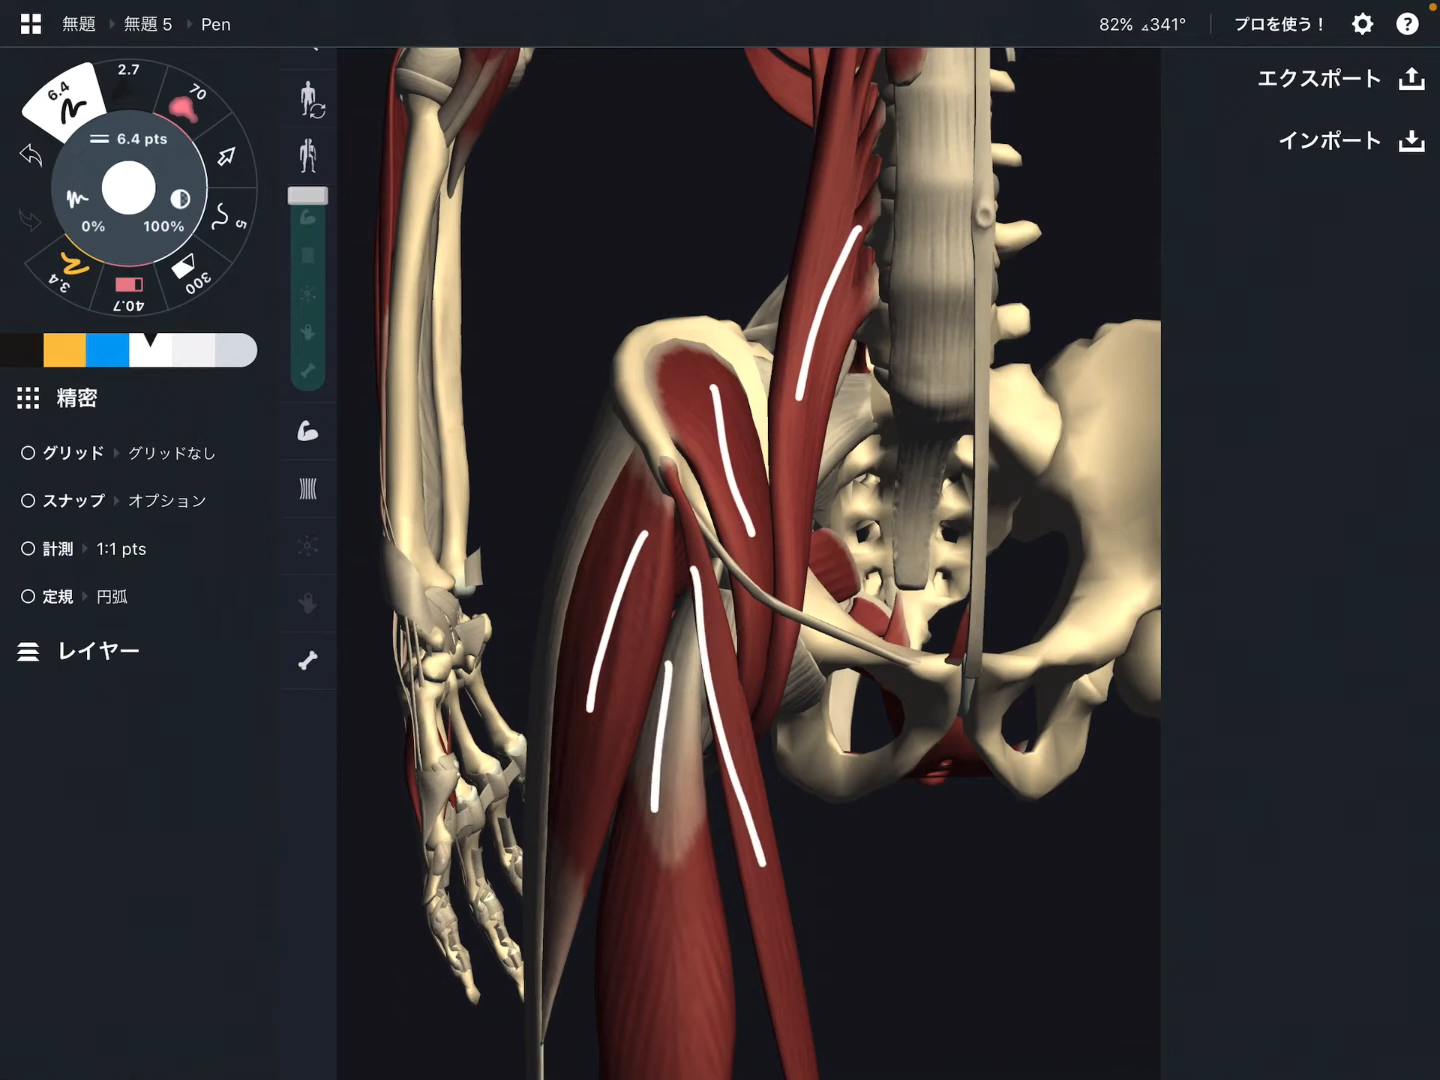 無題 無題 5 Pen
82% ⊿341° プロを使う！
エクスポート
インポート
2.7
6.4
70
6.4 pts
0% 100%
5
3.4
300
40.7
精密
グリッド グリッドなし
スナップ オプション
計測 1:1 pts
定規 円弧
レイヤー